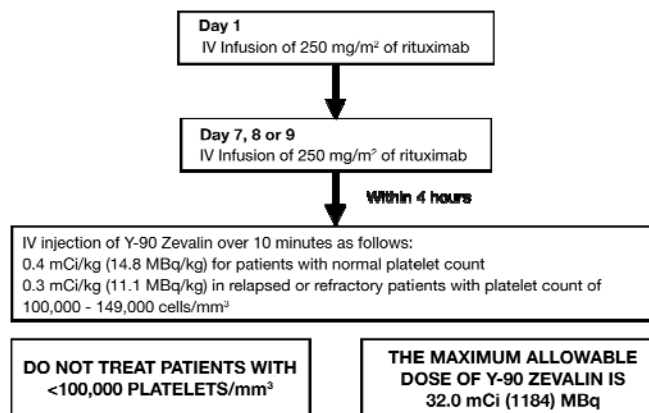 Day 1
IV Infusion of 250 mg/m² of rituximab
Day 7, 8 or 9
IV Infusion of 250 mg/m² of rituximab
Within 4 hours
IV injection of Y-90 Zevalin over 10 minutes as follows:
0.4 mCi/kg (14.8 MBq/kg) for patients with normal platelet count
0.3 mCi/kg (11.1 MBq/kg) in relapsed or refractory patients with platelet count of
100,000 - 149,000 cells/mm³
DO NOT TREAT PATIENTS WITH
<100,000 PLATELETS/mm³
THE MAXIMUM ALLOWABLE
DOSE OF Y-90 ZEVALIN IS
32.0 mCi (1184) MBq